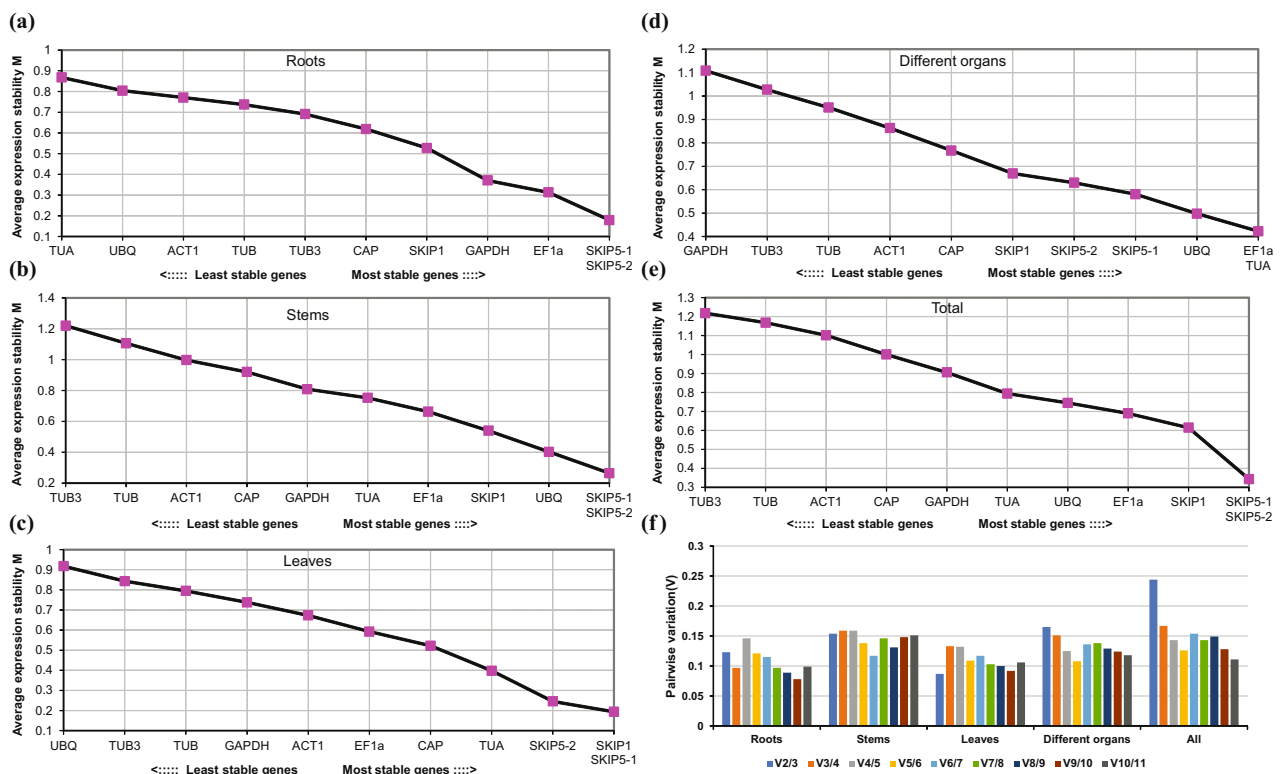 (a)
Roots
Average expression stability M
1
0.9
0.8
0.7
0.6
0.5
0.4
0.3
0.2
0.1
TUA UBQ ACT1 TUB TUB3 CAP SKIP1 GAPDH EF1a SKIP5-1
SKIP5-2
<::::: Least stable genes Most stable genes ::::>
(b)
Stems
Average expression stability M
1.4
1.2
1
0.8
0.6
0.4
0.2
TUB3 TUB ACT1 CAP GAPDH TUA EF1a SKIP1 UBQ SKIP5-1
SKIP5-2
<::::: Least stable genes Most stable genes ::::>
(c)
Leaves
Average expression stability M
1
0.9
0.8
0.7
0.6
0.5
0.4
0.3
0.2
0.1
UBQ TUB3 TUB GAPDH ACT1 EF1a CAP TUA SKIP5-2 SKIP1
SKIP5-1
<::::: Least stable genes Most stable genes ::::>
(d)
Different organs
Average expression stability M
1.2
1.1
1
0.9
0.8
0.7
0.6
0.5
0.4
GAPDH TUB3 TUB ACT1 CAP SKIP1 SKIP5-2 SKIP5-1 UBQ EF1a
TUA
<::::: Least stable genes Most stable genes ::::>
(e)
Total
Average expression stability M
1.3
1.2
1.1
1
0.9
0.8
0.7
0.6
0.5
0.4
0.3
TUB3 TUB ACT1 CAP GAPDH TUA UBQ EF1a SKIP1 SKIP5-1
SKIP5-2
<::::: Least stable genes Most stable genes ::::>
(f)
Pairwise variation(V)
0.3
0.25
0.2
0.15
0.1
0.05
0
Roots Stems Leaves Different organs All
V2/3 V3/4 V4/5 V5/6 V6/7 V7/8 V8/9 V9/10 V10/11